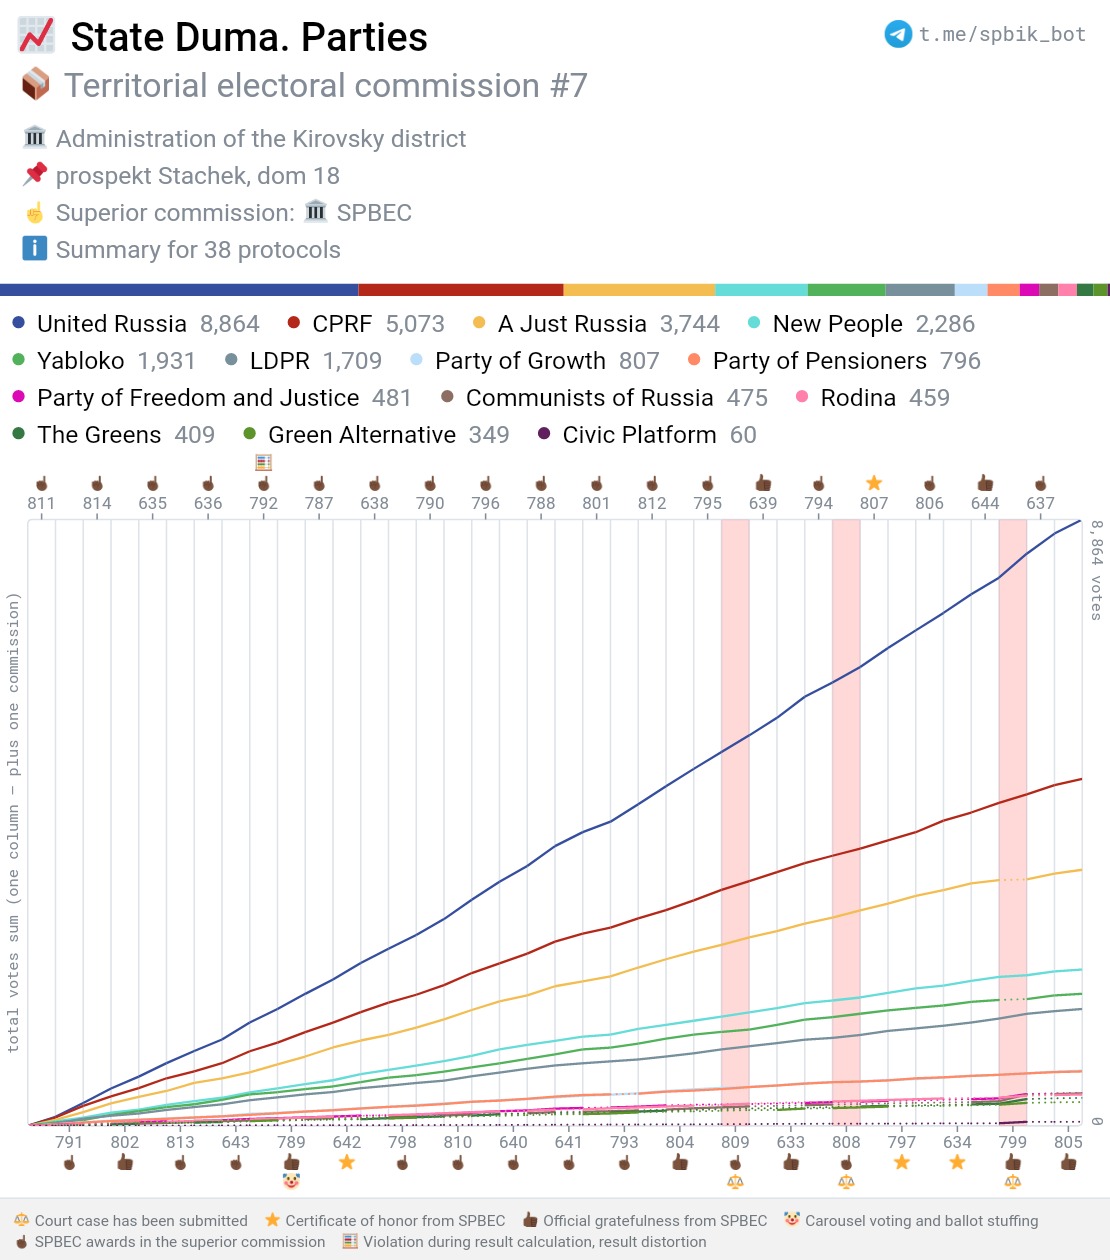 State Duma. Parties
t.me/spbik_bot
Territorial electoral commission #7
Administration of the Kirovsky district
prospekt Stachek, dom 18
Superior commission: SPBEC
Summary for 38 protocols
United Russia 8,864 CPRF 5,073 A Just Russia 3,744 New People 2,286
Yabloko 1,931 LDPR 1,709 Party of Growth 807 Party of Pensioners 796
Party of Freedom and Justice 481 Communists of Russia 475 Rodina 459
The Greens 409 Green Alternative 349 Civic Platform 60
811 814 635 636 792 787 638 790 796 788 801 812 795 639 794 807 806 644 637
8,864 votes
total votes sum (one column – plus one commission)
0
791 802 813 643 789 642 798 810 640 641 793 804 809 633 808 797 634 799 805
Court case has been submitted Certificate of honor from SPBEC Official gratefulness from SPBEC Carousel voting and ballot stuffing
SPBEC awards in the superior commission Violation during result calculation, result distortion